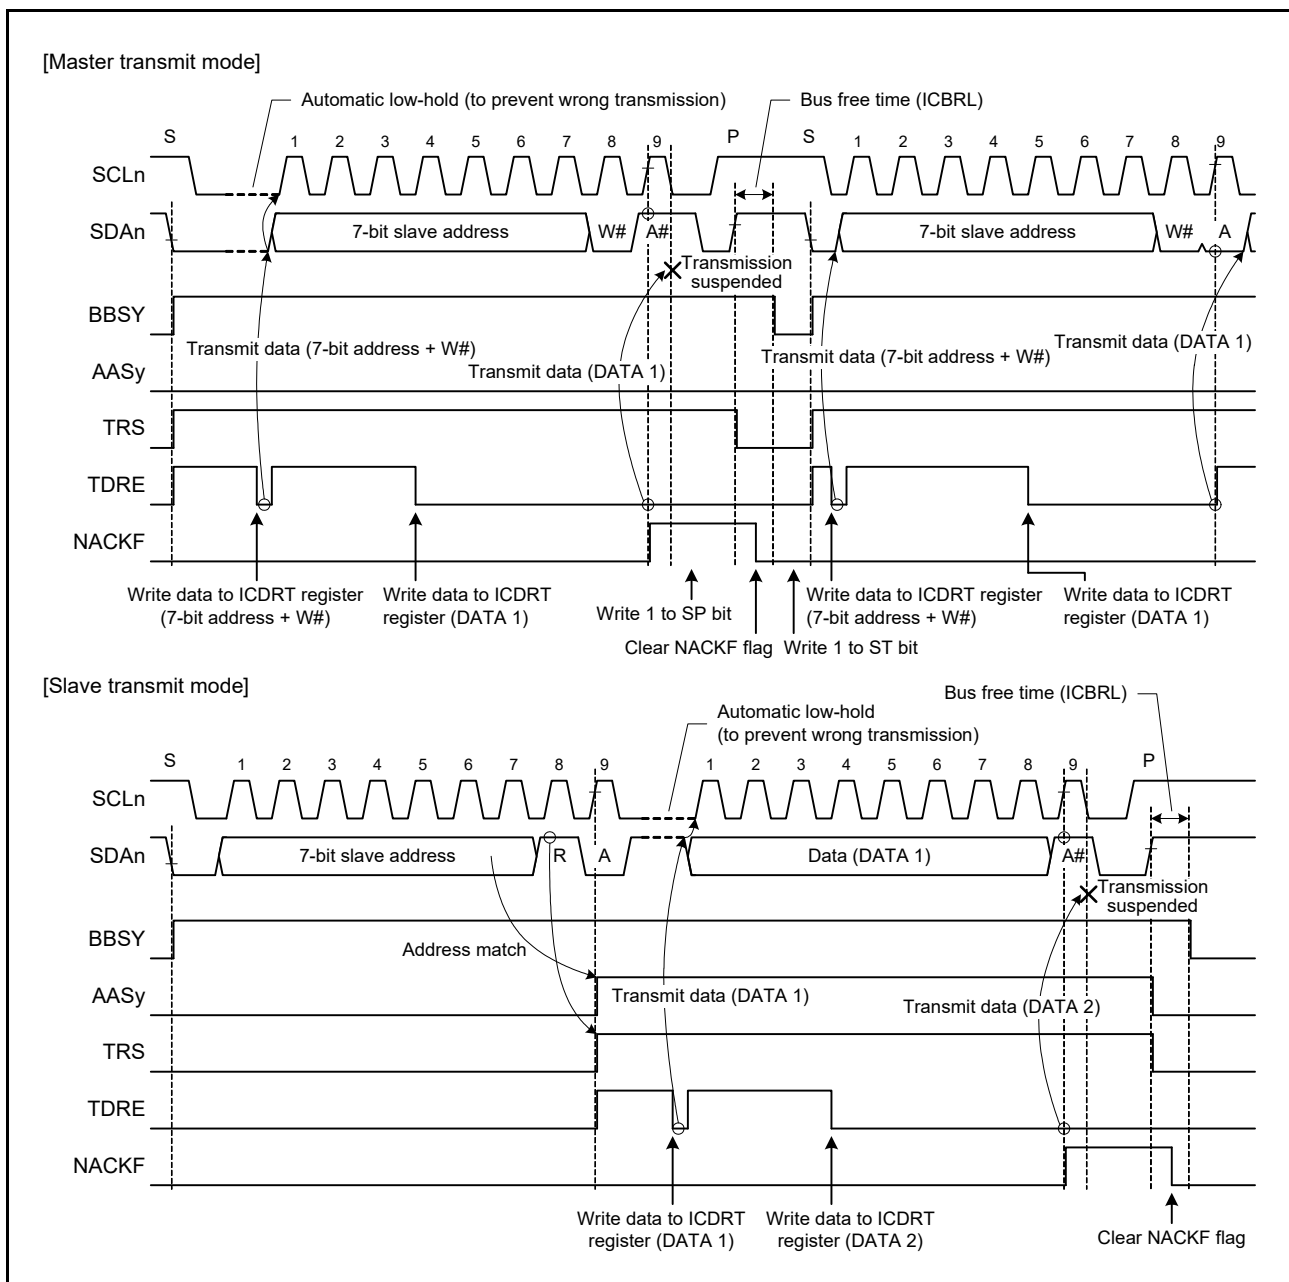 [Master transmit mode]
Automatic low-hold (to prevent wrong transmission)
Bus free time (ICBRL)
S 1 2 3 4 5 6 7 8 9 P S 1 2 3 4 5 6 7 8 9
SCLn
SDAn 7-bit slave address W# A# 7-bit slave address W# A
Transmission
suspended
BBSY
Transmit data (7-bit address + W#)
Transmit data (DATA 1)
Transmit data (7-bit address + W#)
Transmit data (DATA 1)
AASy
TRS
TDRE
NACKF
Write data to ICDRT register
(7-bit address + W#)
Write data to ICDRT
register (DATA 1)
Write 1 to SP bit
Clear NACKF flag
Write 1 to ST bit
Write data to ICDRT register
(7-bit address + W#)
Write data to ICDRT
register (DATA 1)
[Slave transmit mode]
Bus free time (ICBRL)
Automatic low-hold
(to prevent wrong transmission)
S 1 2 3 4 5 6 7 8 9 1 2 3 4 5 6 7 8 9 P
SCLn
SDAn 7-bit slave address R A Data (DATA 1) A#
Transmission
suspended
BBSY
Address match
AASy
Transmit data (DATA 1)
Transmit data (DATA 2)
TRS
TDRE
NACKF
Write data to ICDRT
register (DATA 1)
Write data to ICDRT
register (DATA 2)
Clear NACKF flag